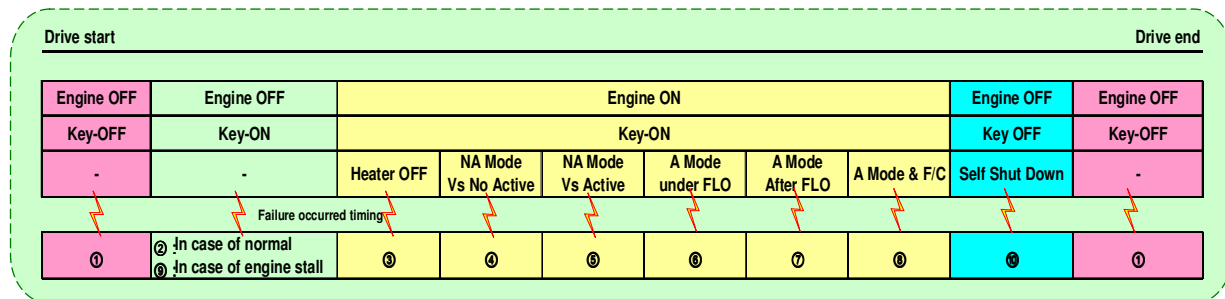 Drive start Drive end
Engine OFF Engine OFF Engine ON Engine OFF Engine OFF
Key-OFF Key-ON Key-ON Key OFF Key-OFF
- - Heater OFF NA Mode Vs No Active NA Mode Vs Active A Mode under FLO A Mode After FLO A Mode & F/C Self Shut Down -
Failure occurred timing
① ② :In case of normal ③ ④ ⑤ ⑥ ⑦ ⑧ ⑩ ①
⑨ :In case of engine stall